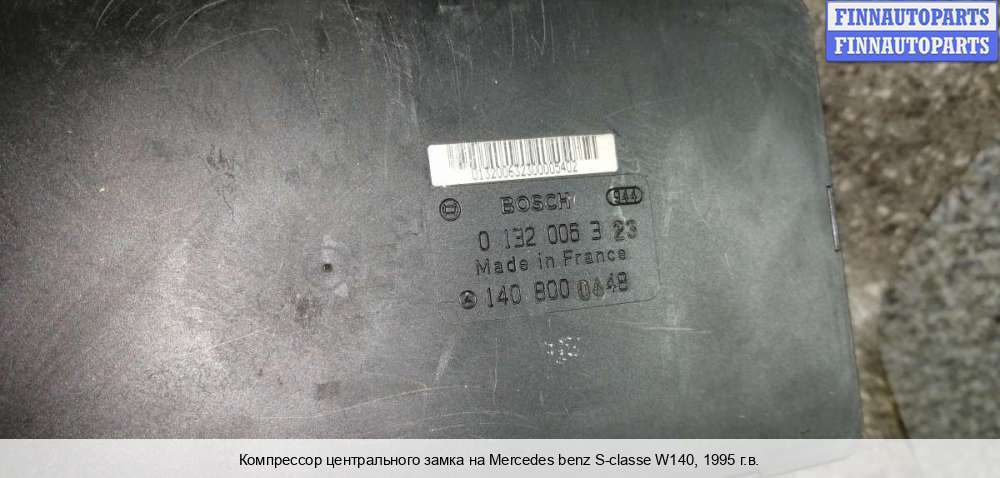 FINNAUTOPARTS
FINNAUTOPARTS
BOSCH 944
0 132 006 3 23
Made in France
140 800 0448
Компрессор центрального замка на Mercedes benz S-classe W140, 1995 г.в.